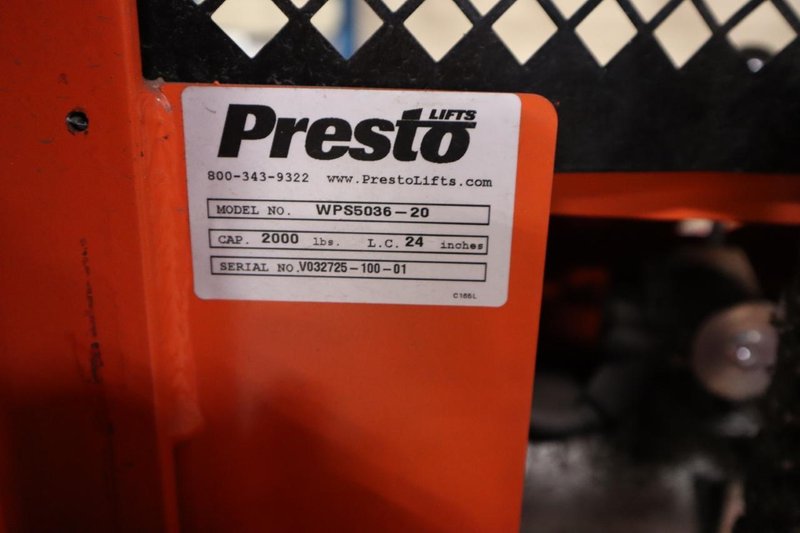 Presto LIFTS
800-343-9322 www.PrestoLifts.com
MODEL NO. WPS5036-20
CAP. 2000 lbs. L.C. 24 inches
SERIAL NO. V032725-100-01
C166L